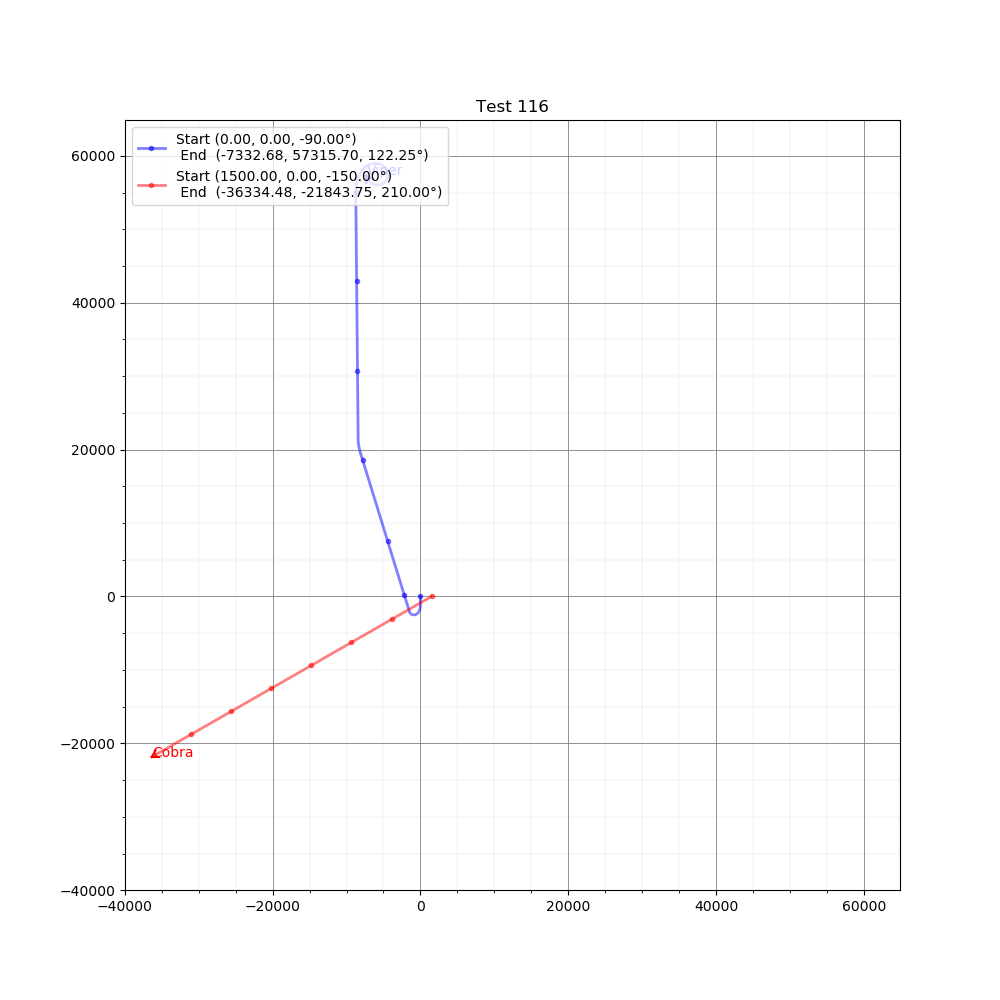 Test 116
Start (0.00, 0.00, -90.00°)
End (-7332.68, 57315.70, 122.25°)
Start (1500.00, 0.00, -150.00°)
End (-36334.48, -21843.75, 210.00°)
60000
40000
20000
0
−20000
−40000
Cobra
−40000
−20000
0
20000
40000
60000